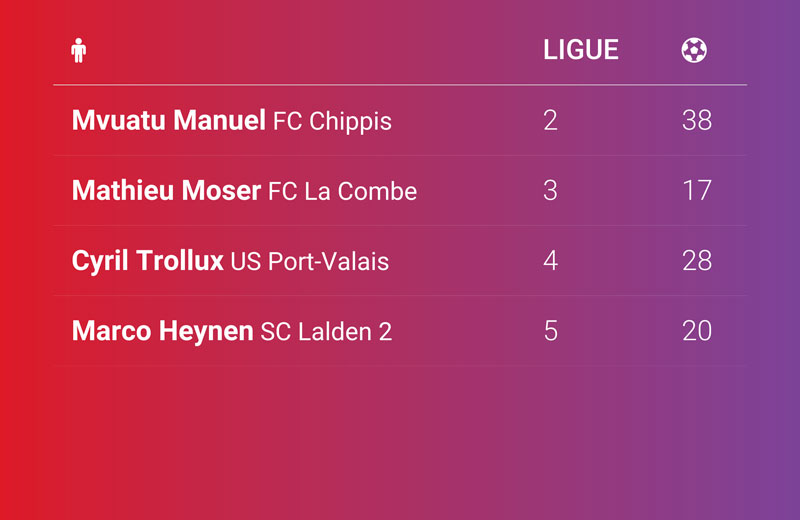 LIGUE
Mvuatu Manuel FC Chippis 2 38
Mathieu Moser FC La Combe 3 17
Cyril Trollux US Port-Valais 4 28
Marco Heynen SC Lalden 2 5 20